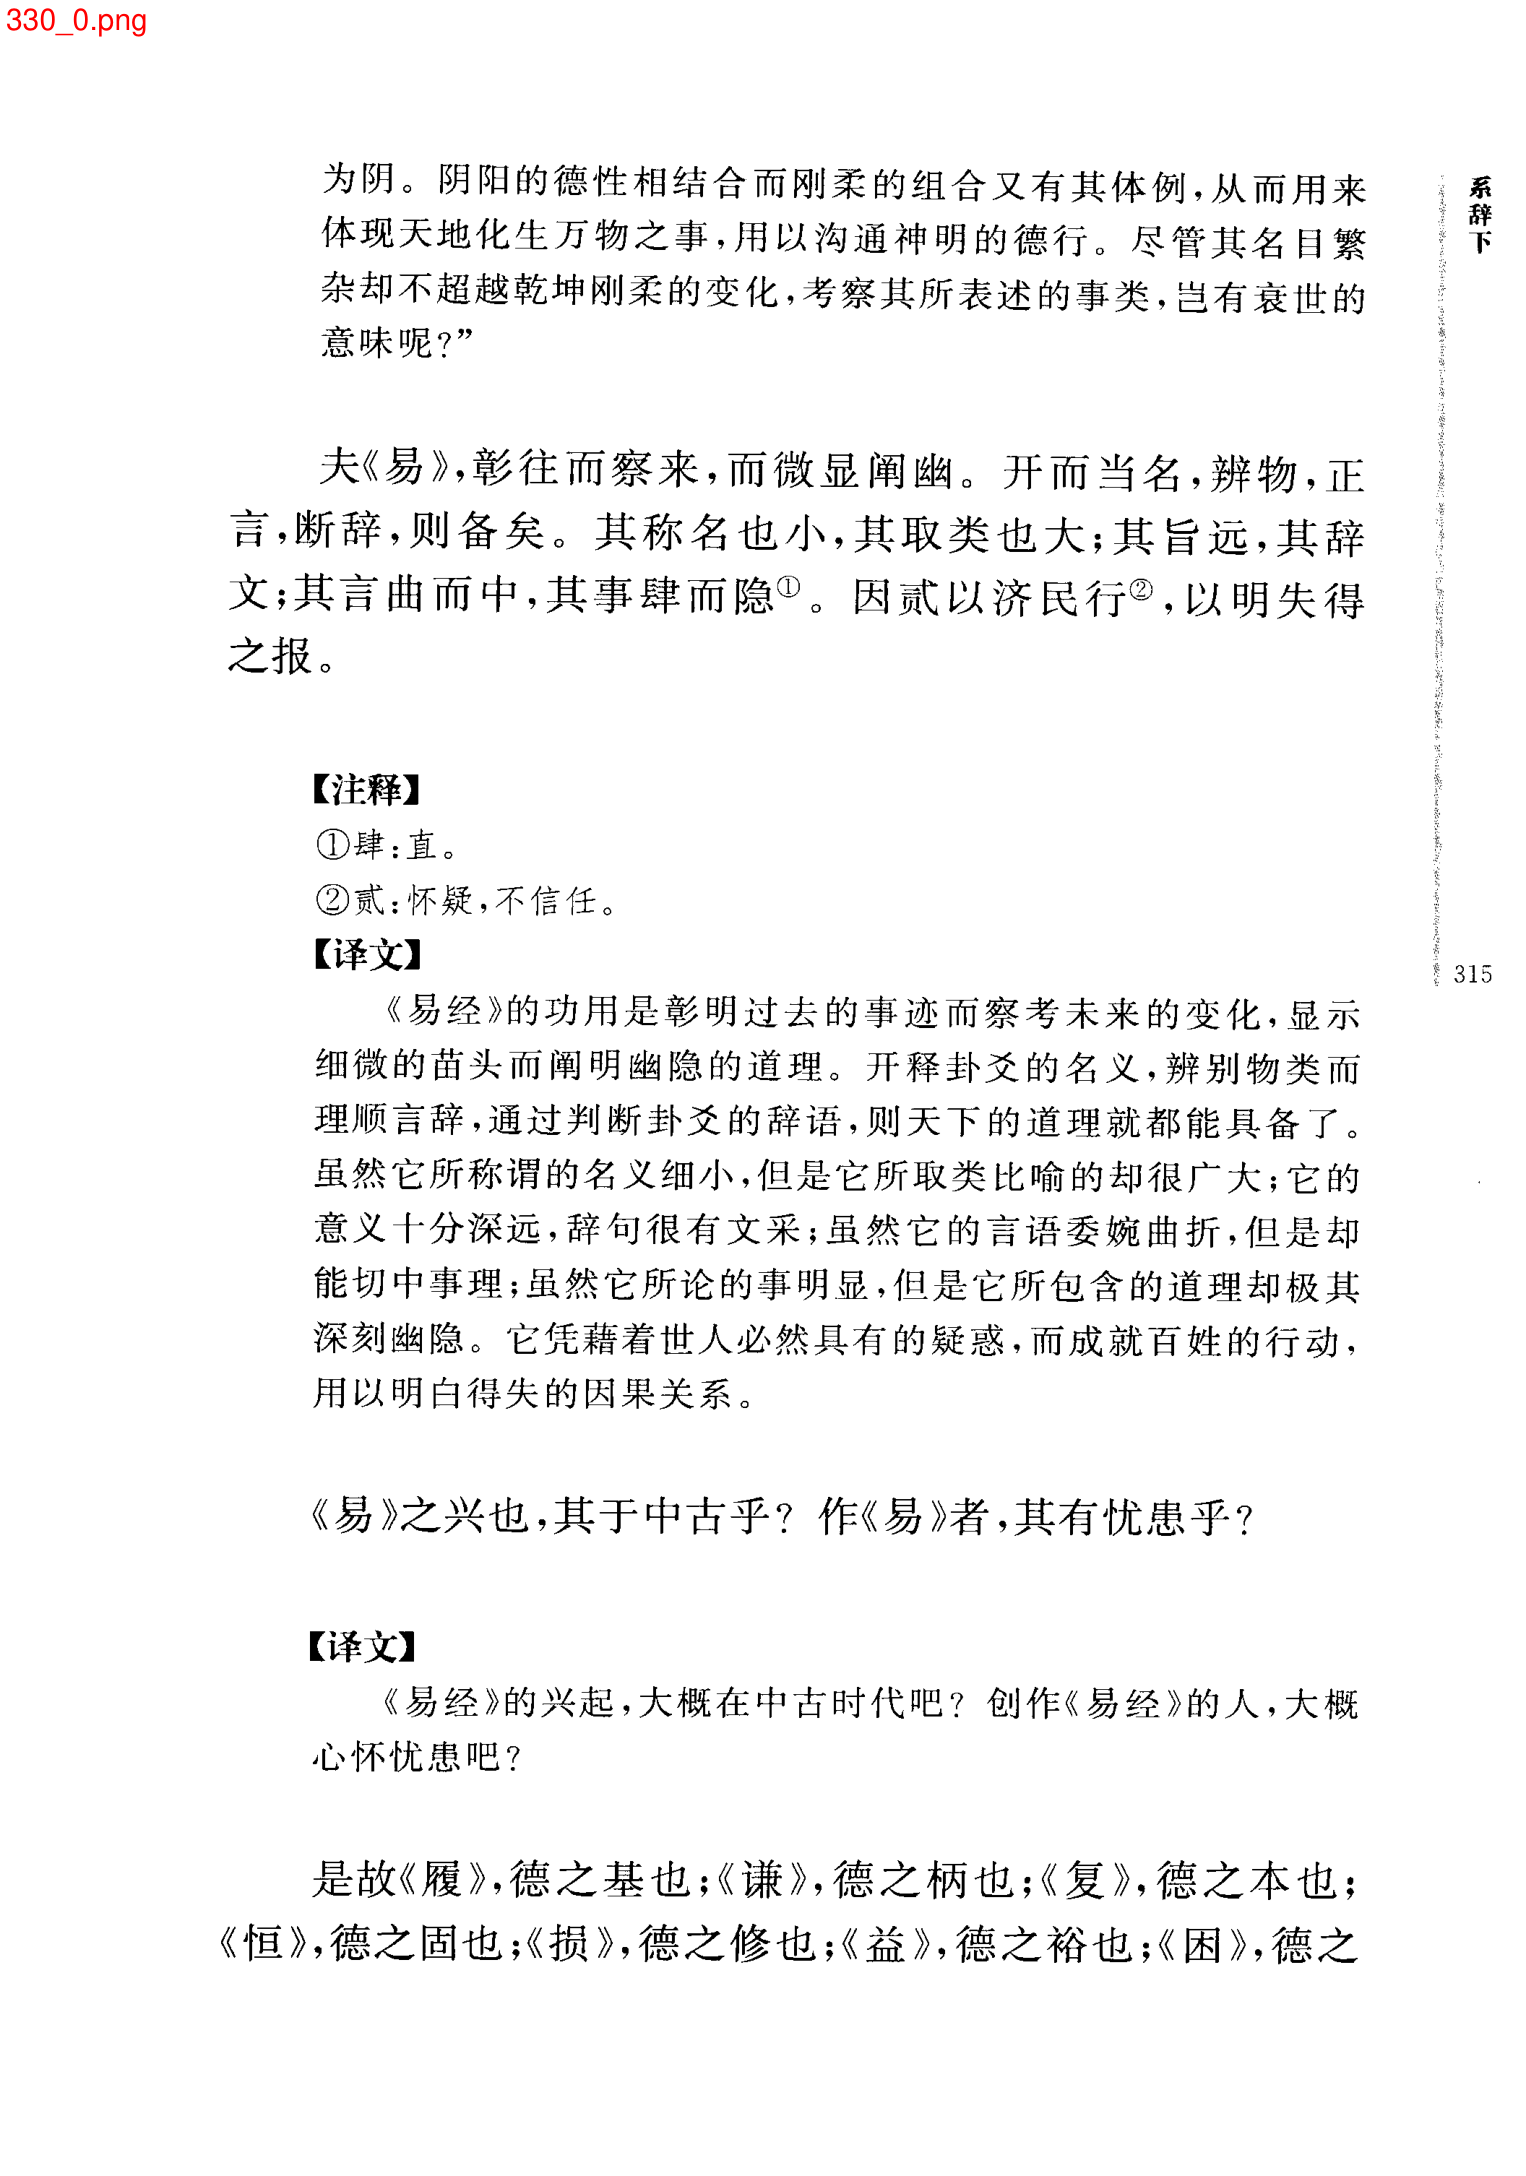 330_0.png
系辞下
为阴。阴阳的德性相结合而刚柔的组合又有其体例,从而用来
体现天地化生万物之事,用以沟通神明的德行。尽管其名目繁
杂却不超越乾坤刚柔的变化,考察其所表述的事类,岂有衰世的
意味呢?”
夫《易》,彰往而察来,而微显阐幽。开而当名,辨物,正
言,断辞,则备矣。其称名也小,其取类也大;其旨远,其辞
文;其言曲而中,其事肆而隐①。因贰以济民行②,以明失得
之报。
【注释】
①肆:直。
②贰:怀疑,不信任。
【译文】
《易经》的功用是彰明过去的事迹而察考未来的变化,显示
细微的苗头而阐明幽隐的道理。开释卦爻的名义,辨别物类而
理顺言辞,通过判断卦爻的辞语,则天下的道理就都能具备了。
虽然它所称谓的名义细小,但是它所取类比喻的却很广大;它的
意义十分深远,辞句很有文采;虽然它的言语委婉曲折,但是却
能切中事理;虽然它所论的事明显,但是它所包含的道理却极其
深刻幽隐。它凭藉着世人必然具有的疑惑,而成就百姓的行动,
用以明白得失的因果关系。
《易》之兴也,其于中古乎?作《易》者,其有忧患乎?
【译文】
《易经》的兴起,大概在中古时代吧?创作《易经》的人,大概
心怀忧患吧?
是故《履》,德之基也;《谦》,德之柄也;《复》,德之本也;
《恒》,德之固也;《损》,德之修也;《益》,德之裕也;《困》,德之
315